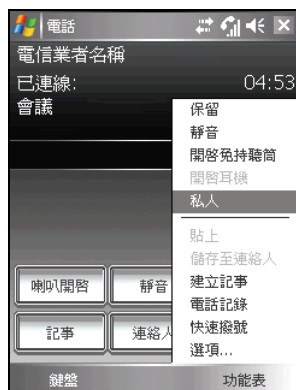 電話
電信業者名稱
已連線: 04:53
會議
保留
靜音
開啓免持聽筒
開啓耳機
私人
貼上
儲存至連絡人
建立記事
電話記錄
快速撥號
選項...
喇叭開啓 靜音
記事 連絡人
鍵盤 功能表